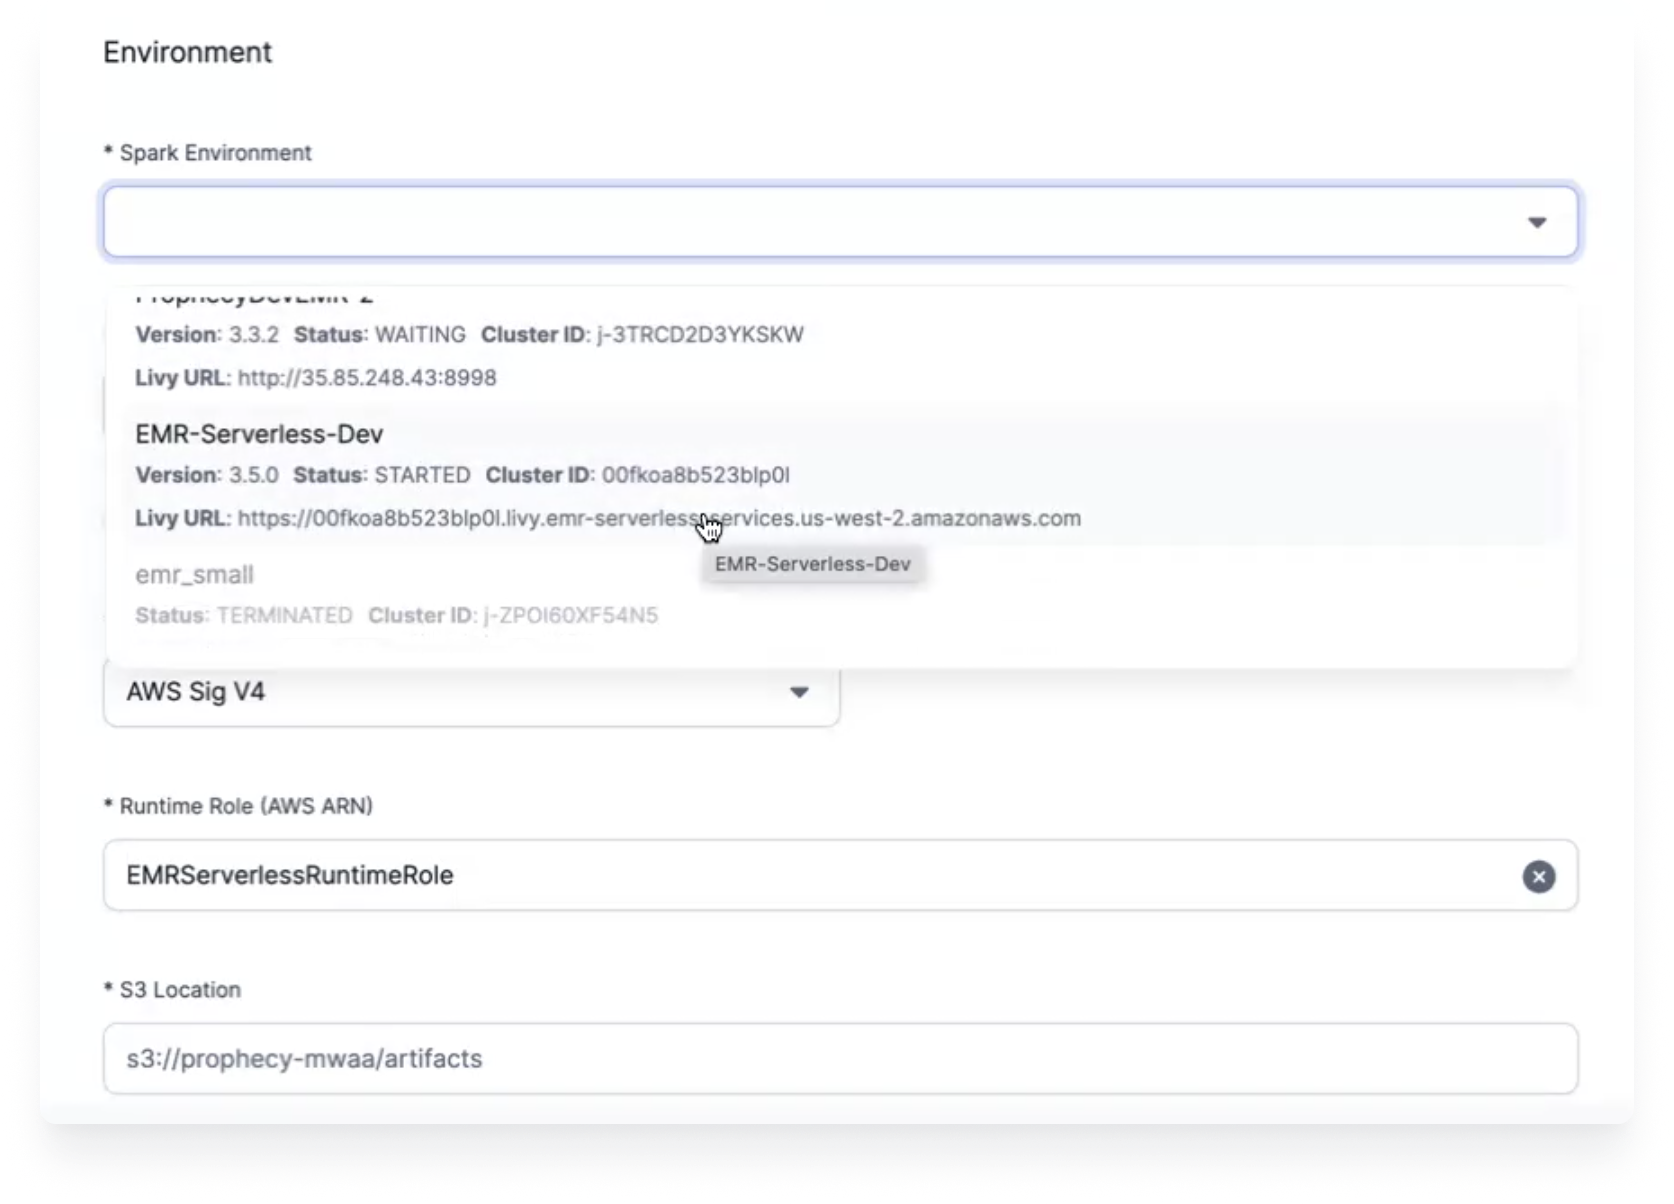 Environment
* Spark Environment
ProphecyDevEMR-2
Version: 3.3.2 Status: WAITING Cluster ID: j-3TRCD2D3YKSKW
Livy URL: http://35.85.248.43:8998
EMR-Serverless-Dev
Version: 3.5.0 Status: STARTED Cluster ID: 00fkoa8b523blp0l
Livy URL: https://00fkoa8b523blp0l.livy.emr-serverless-services.us-west-2.amazonaws.com
EMR-Serverless-Dev
emr_small
Status: TERMINATED Cluster ID: j-ZPOI60XF54N5
AWS Sig V4
* Runtime Role (AWS ARN)
EMRServerlessRuntimeRole
* S3 Location
s3://prophecy-mwaa/artifacts